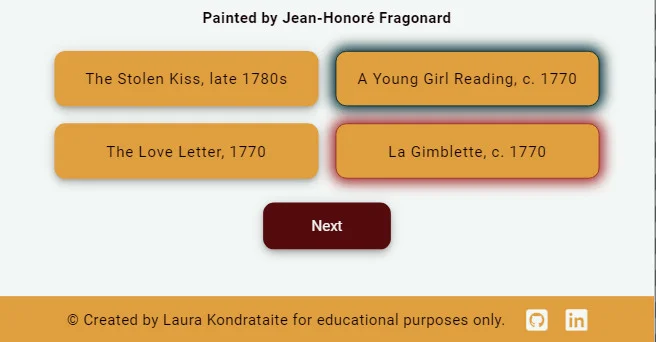 Painted by Jean-Honoré Fragonard
The Stolen Kiss, late 1780s
A Young Girl Reading, c. 1770
The Love Letter, 1770
La Gimblette, c. 1770
Next
© Created by Laura Kondrataite for educational purposes only.
in